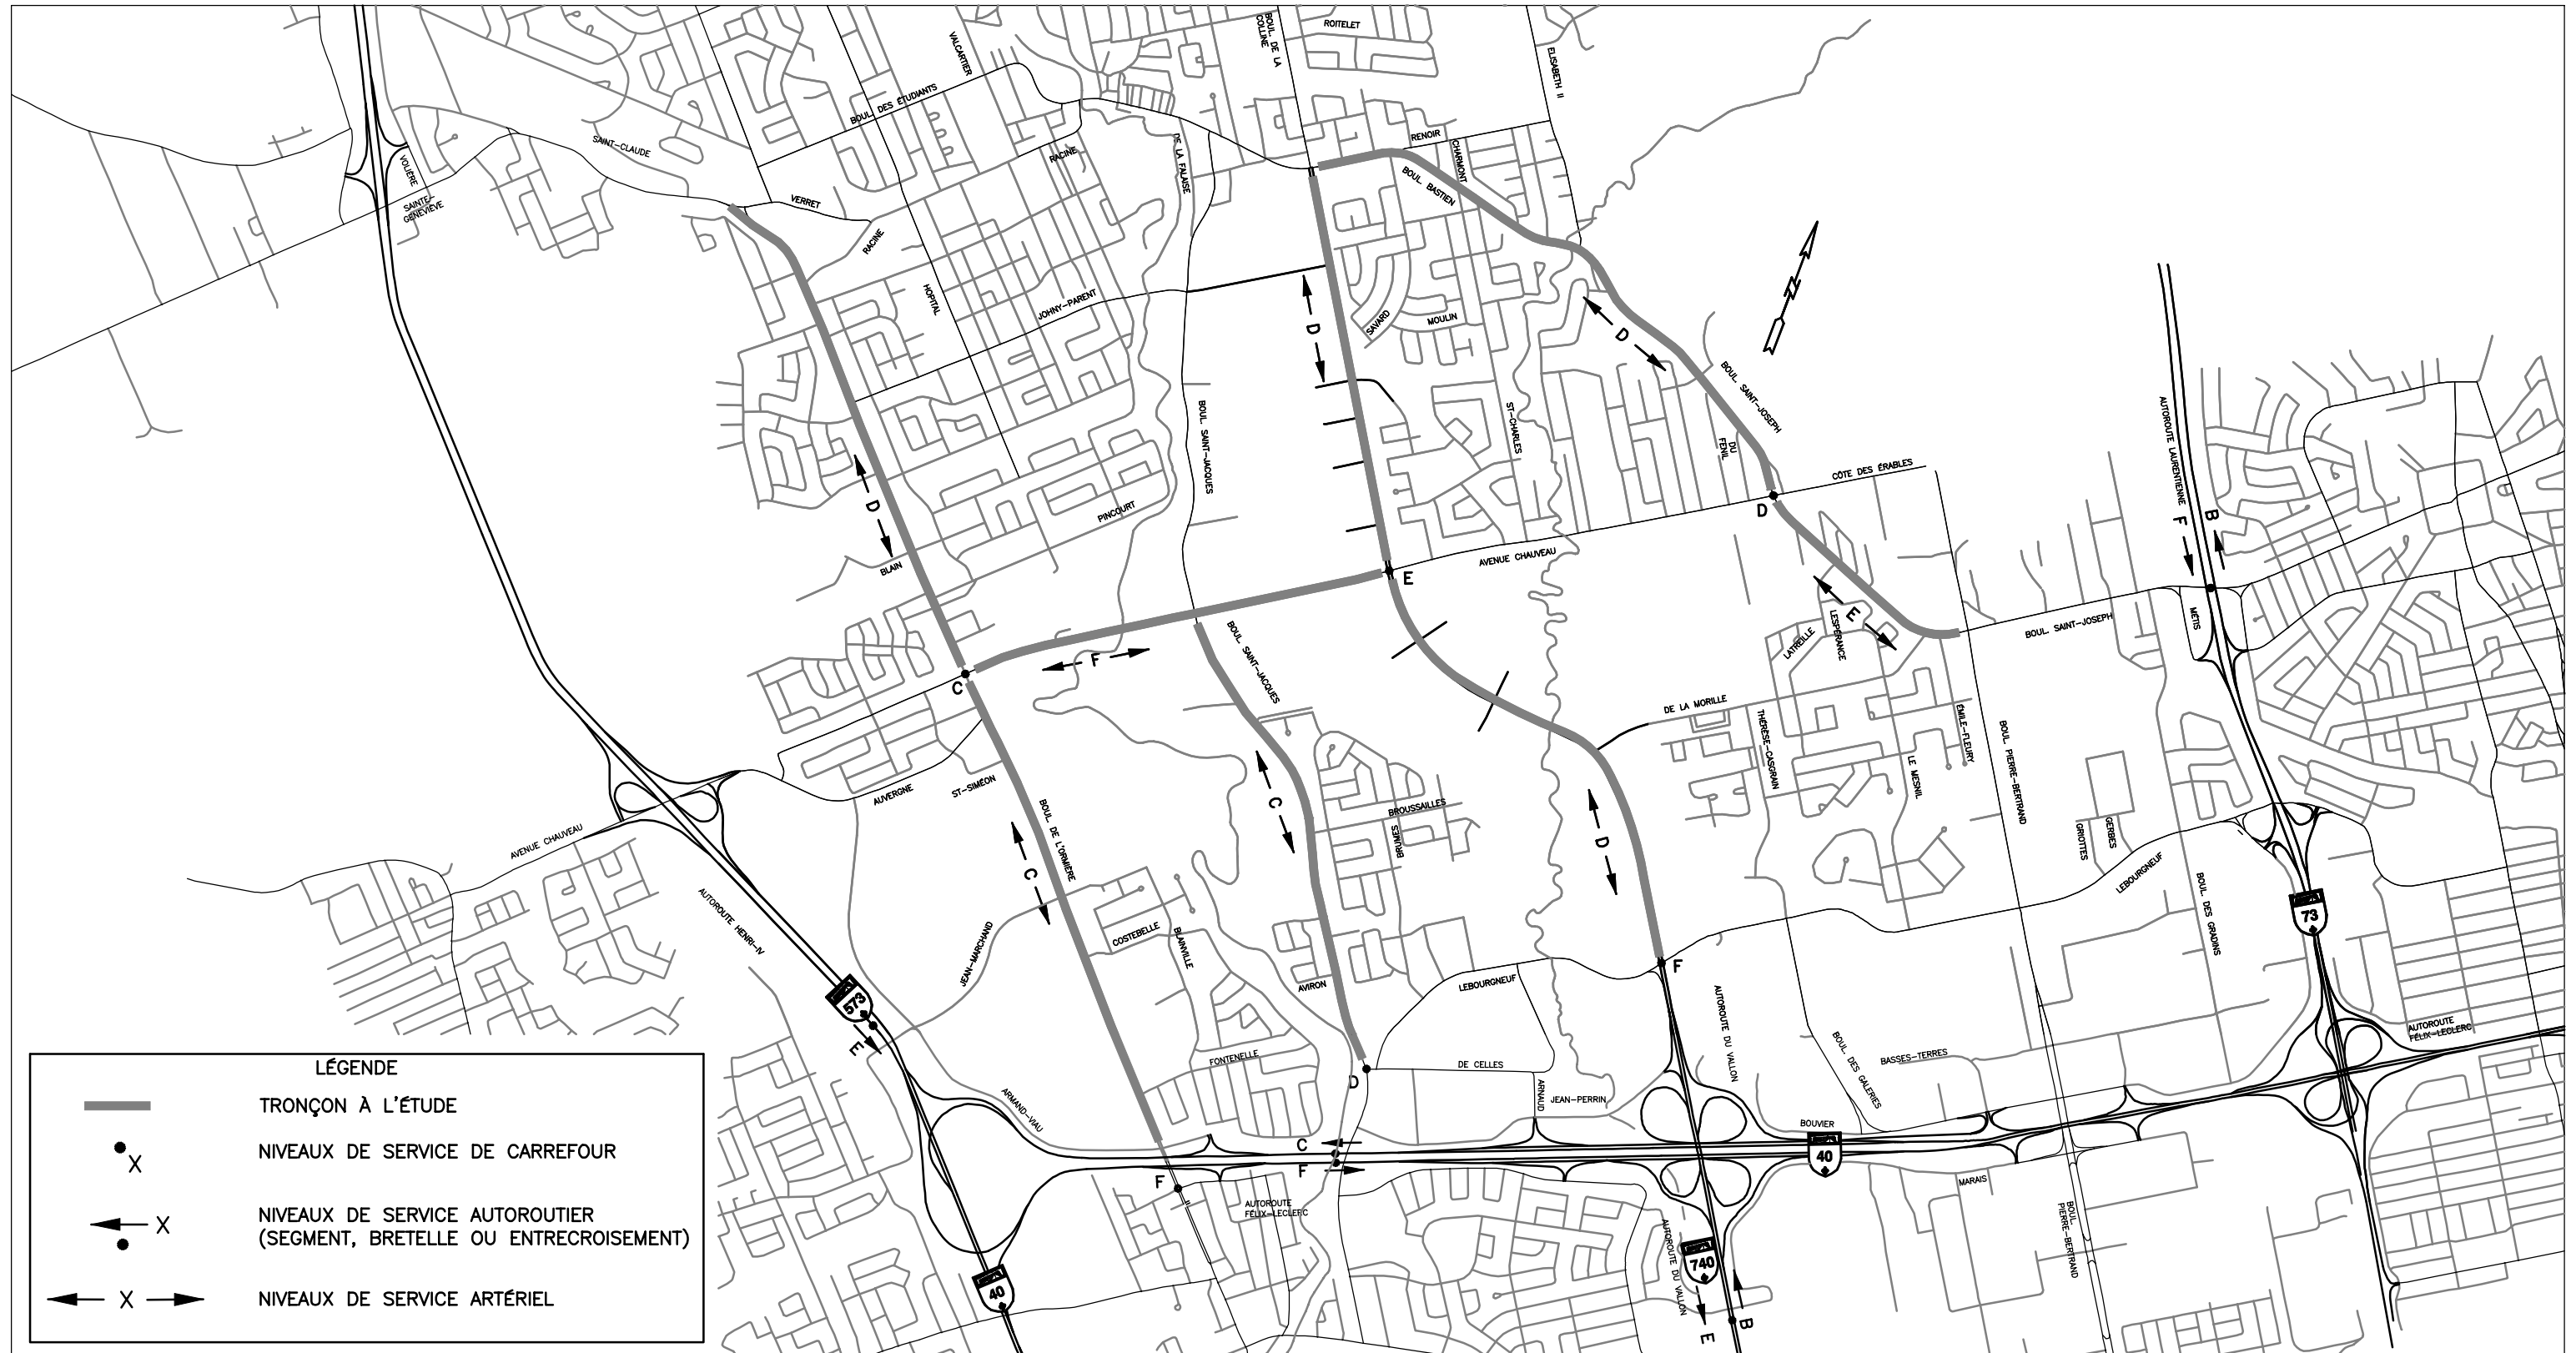 BOUL. DE LA
COLLINE
ROITELET
ELISABETH II
VALCARTIER
BOUL. DES ÉTUDIANTS
SAINT-CLAUDE
VOLIÈRE
SAINTE-
GENEVIÈVE
VERRET
RACINE
RACINE
DE LA FALAISE
RENOIR
CHARMONT
BOUL. BASTIEN
HOPITAL
JOHNY-PARENT
SAVARD
MOULIN
D
D
BOUL. SAINT-JOSEPH
N
BOUL. SAINT-JACQUES
ST-CHARLES
DU
FENIL
CÔTE DES ÉRABLES
D
AUTOROUTE LAURENTIENNE
F
B
D
PINCOURT
BLAIN
E
AVENUE CHAUVEAU
E
LESPÉRANCE
LATREILLE
BOUL. SAINT-JOSEPH
MÉTIS
F
C
BOUL. SAINT-JACQUES
DE LA MORILLE
THÉRÈSE-CASGRAIN
LE MESNIL
ÉMILE-FLEURY
BOUL. PIERRE-BERTRAND
AUVERGNE
ST-SIMÉON
AVENUE CHAUVEAU
BOUL. DE L'ORMIÈRE
C
C
BROUSSAILLES
BRUMES
D
GRIOTTES
GERBES
LEBOURGNEUF
BOUL. DES GRADINS
73
AUTOROUTE HENRI-IV
JEAN-MARCHAND
COSTEBELLE
BLAINVILLE
AVIRON
LEBOURGNEUF
F
AUTOROUTE DU VALLON
573
E
AUTOROUTE
FÉLIX-LECLERC
ARMAND-VIAU
FONTENELLE
D
DE CELLES
ARNAUD
JEAN-PERRIN
BOUL. DES GALERIES
BASSES-TERRES
BOUVIER
40
C
F
F
AUTOROUTE
FÉLIX-LECLERC
MARAIS
BOUL.
PIERRE-BERTRAND
AUTOROUTE DU VALLON
740
E
B
40
LÉGENDE
TRONÇON À L'ÉTUDE
X
NIVEAUX DE SERVICE DE CARREFOUR
X
NIVEAUX DE SERVICE AUTOROUTIER
(SEGMENT, BRETELLE OU ENTRECROISEMENT)
X
NIVEAUX DE SERVICE ARTÉRIEL